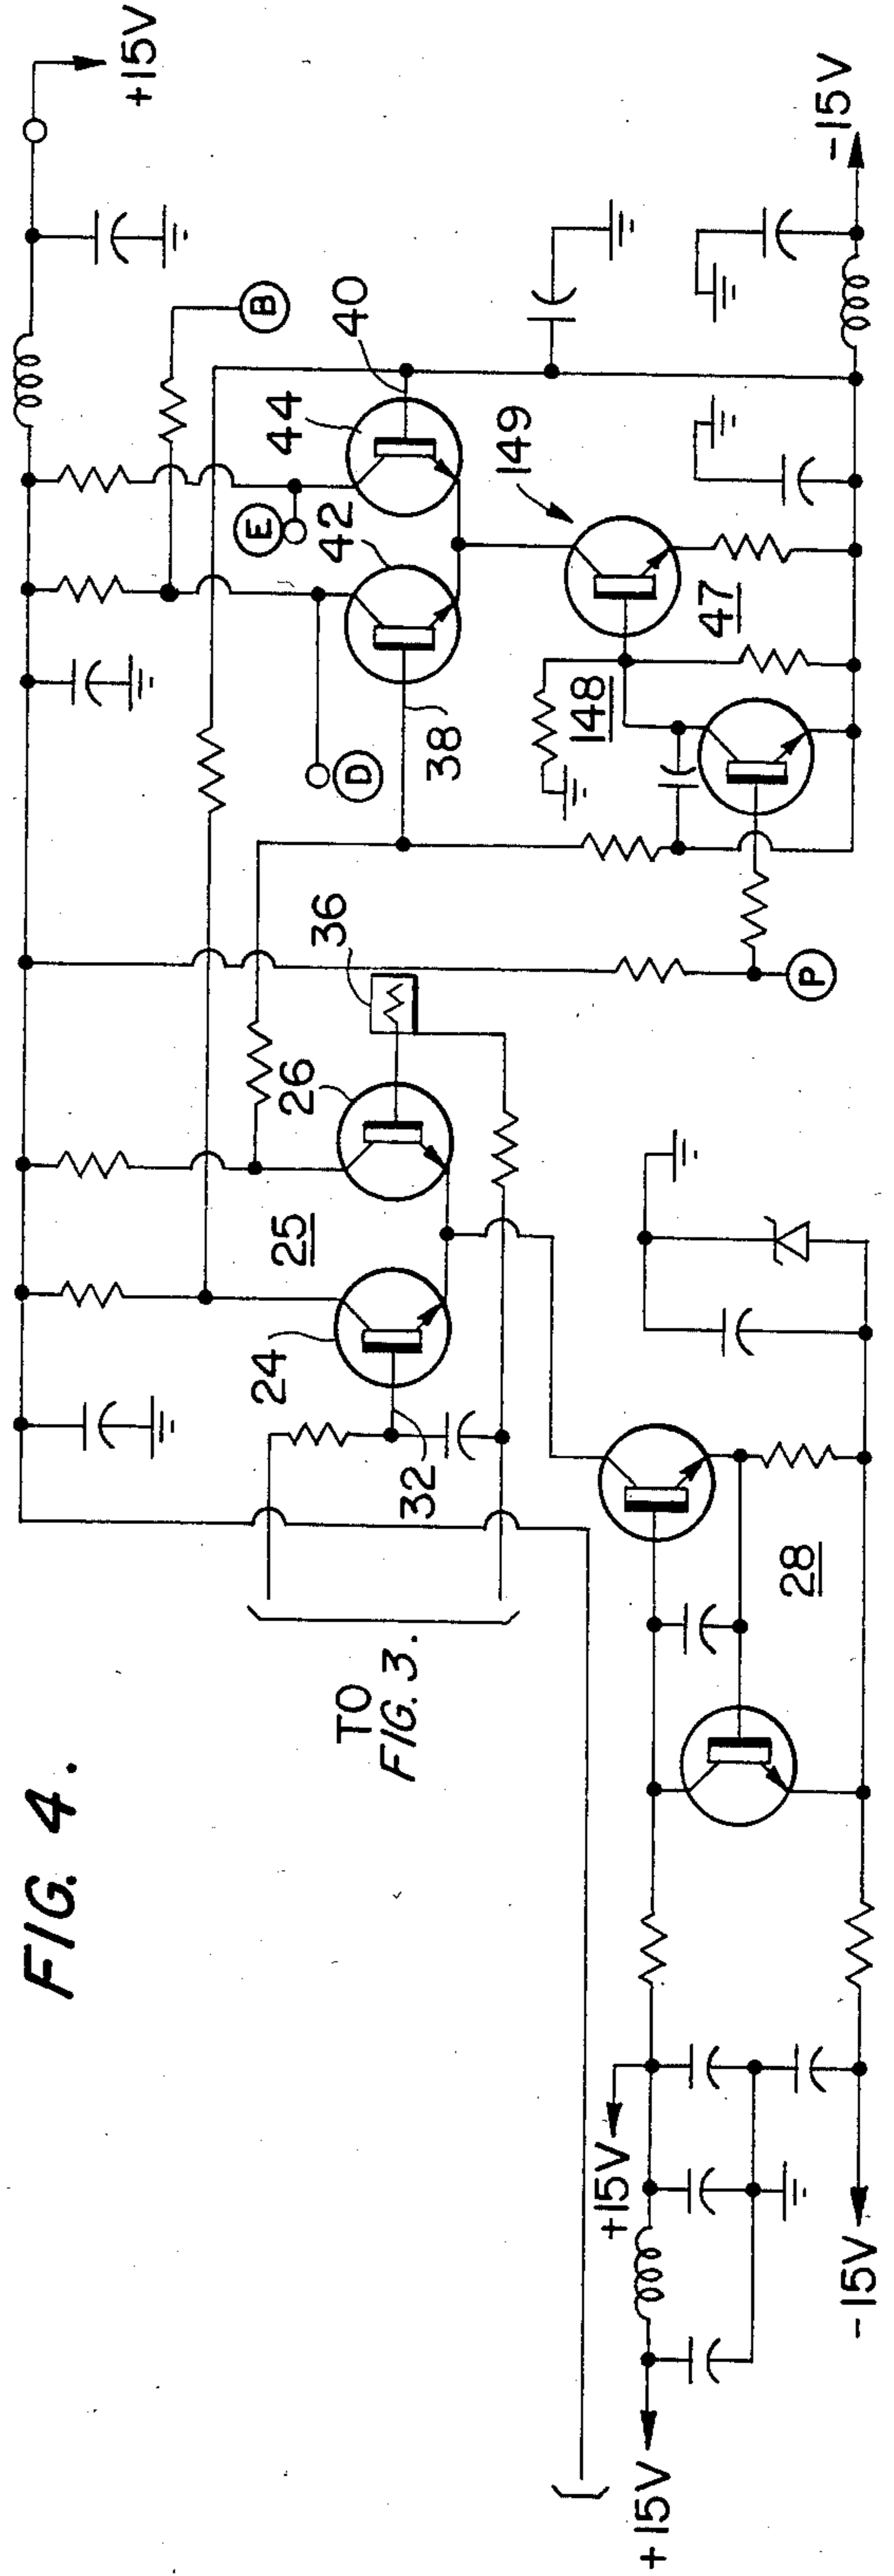 FIG. 4.
+15V
B
E
44
40
42
D
38
149
148
47
-15V
36
26
25
24
32
P
TO
FIG. 3.
28
+15V
+15V
-15V